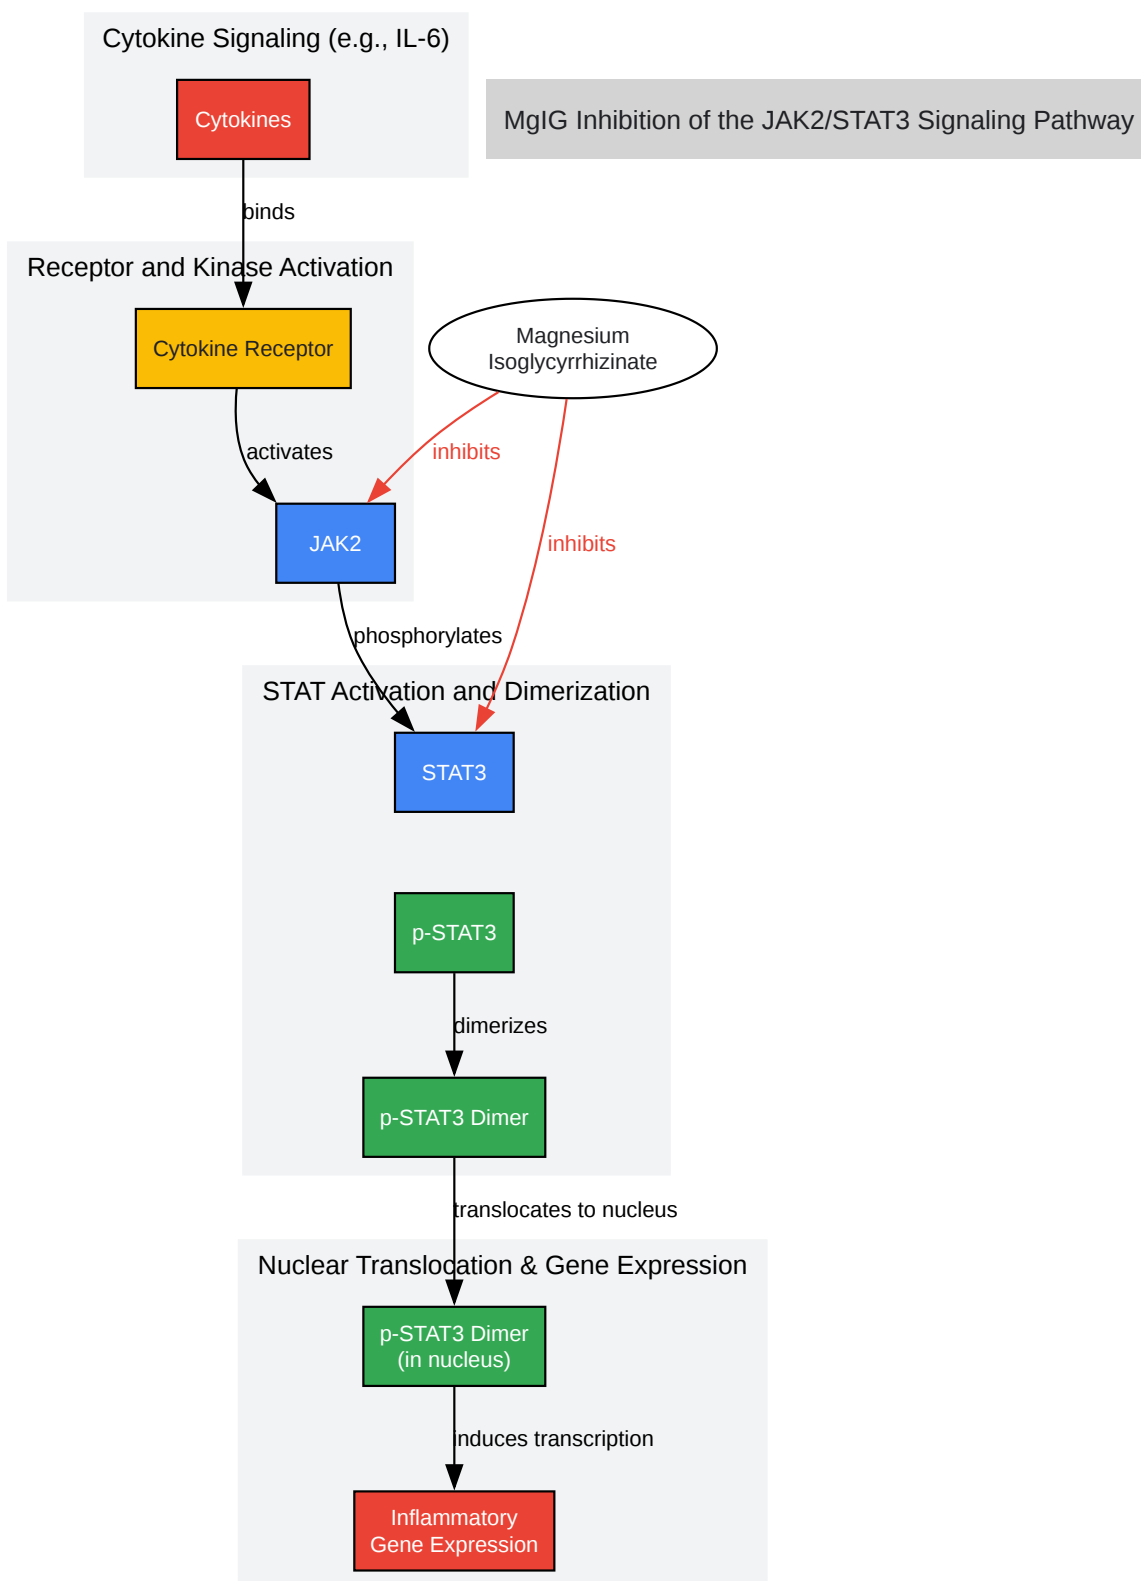 Cytokine Signaling (e.g., IL-6)
Cytokines
MgIG Inhibition of the JAK2/STAT3 Signaling Pathway
binds
Receptor and Kinase Activation
Cytokine Receptor
Magnesium
Isoglycyrrhizinate
activates
inhibits
JAK2
inhibits
phosphorylates
STAT Activation and Dimerization
STAT3
p-STAT3
dimerizes
p-STAT3 Dimer
translocates to nucleus
Nuclear Translocation & Gene Expression
p-STAT3 Dimer
(in nucleus)
induces transcription
Inflammatory
Gene Expression